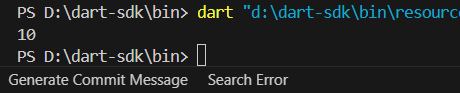 PS D:\dart-sdk\bin> dart "d:\dart-sdk\bin\resourc
10
PS D:\dart-sdk\bin>
Generate Commit Message Search Error